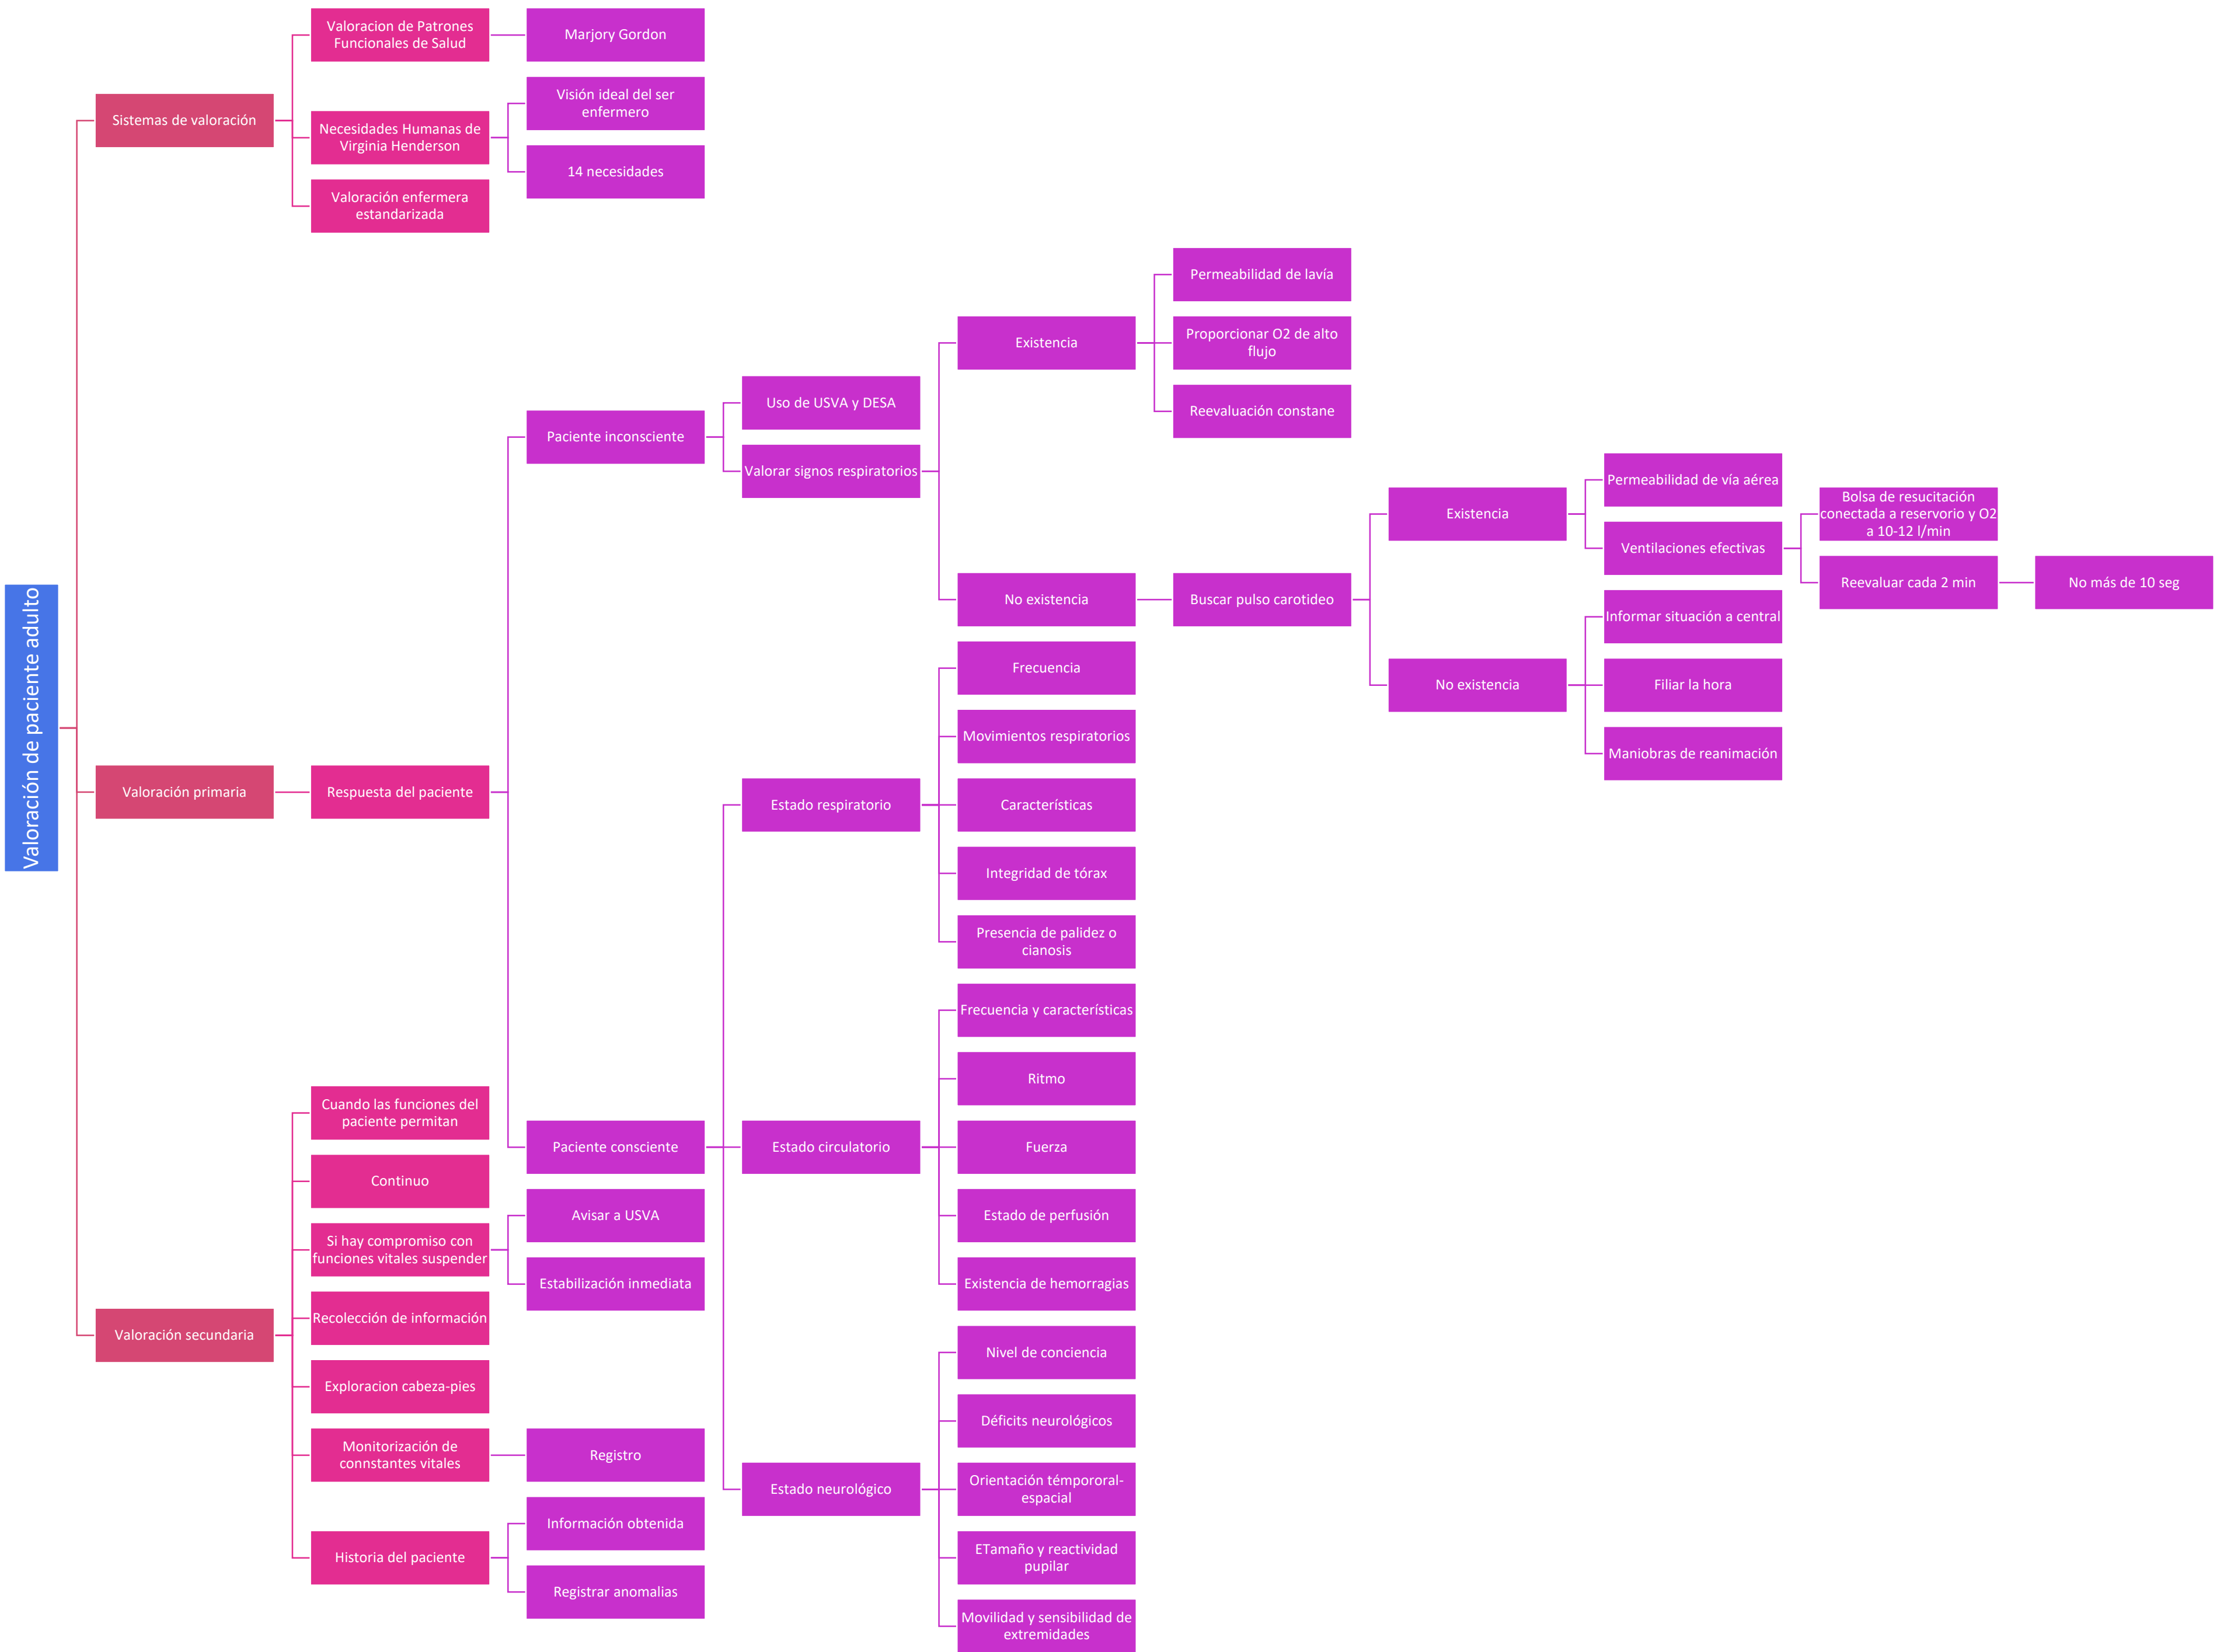 Valoración de paciente adulto
Sistemas de valoración
Valoracion de Patrones
Funcionales de Salud
Marjory Gordon
Necesidades Humanas de
Virginia Henderson
Visión ideal del ser
enfermero
14 necesidades
Valoración enfermera
estandarizada
Valoración primaria
Respuesta del paciente
Paciente inconsciente
Uso de USVA y DESA
Valorar signos respiratorios
Existencia
Permeabilidad de lavía
Proporcionar O2 de alto
flujo
Reevaluación constane
No existencia
Buscar pulso carotideo
Existencia
Permeabilidad de vía aérea
Ventilaciones efectivas
Bolsa de resucitación
conectada a reservorio y O2
a 10-12 l/min
Reevaluar cada 2 min
No más de 10 seg
No existencia
Informar situación a central
Filiar la hora
Maniobras de reanimación
Paciente consciente
Estado respiratorio
Frecuencia
Movimientos respiratorios
Características
Integridad de tórax
Presencia de palidez o
cianosis
Estado circulatorio
Frecuencia y características
Ritmo
Fuerza
Estado de perfusión
Existencia de hemorragias
Estado neurológico
Nivel de conciencia
Déficits neurológicos
Orientación témpororal-
espacial
ETamaño y reactividad
pupilar
Movilidad y sensibilidad de
extremidades
Valoración secundaria
Cuando las funciones del
paciente permitan
Continuo
Si hay compromiso con
funciones vitales suspender
Avisar a USVA
Estabilización inmediata
Recolección de información
Exploracion cabeza-pies
Monitorización de
connstantes vitales
Registro
Historia del paciente
Información obtenida
Registrar anomalias